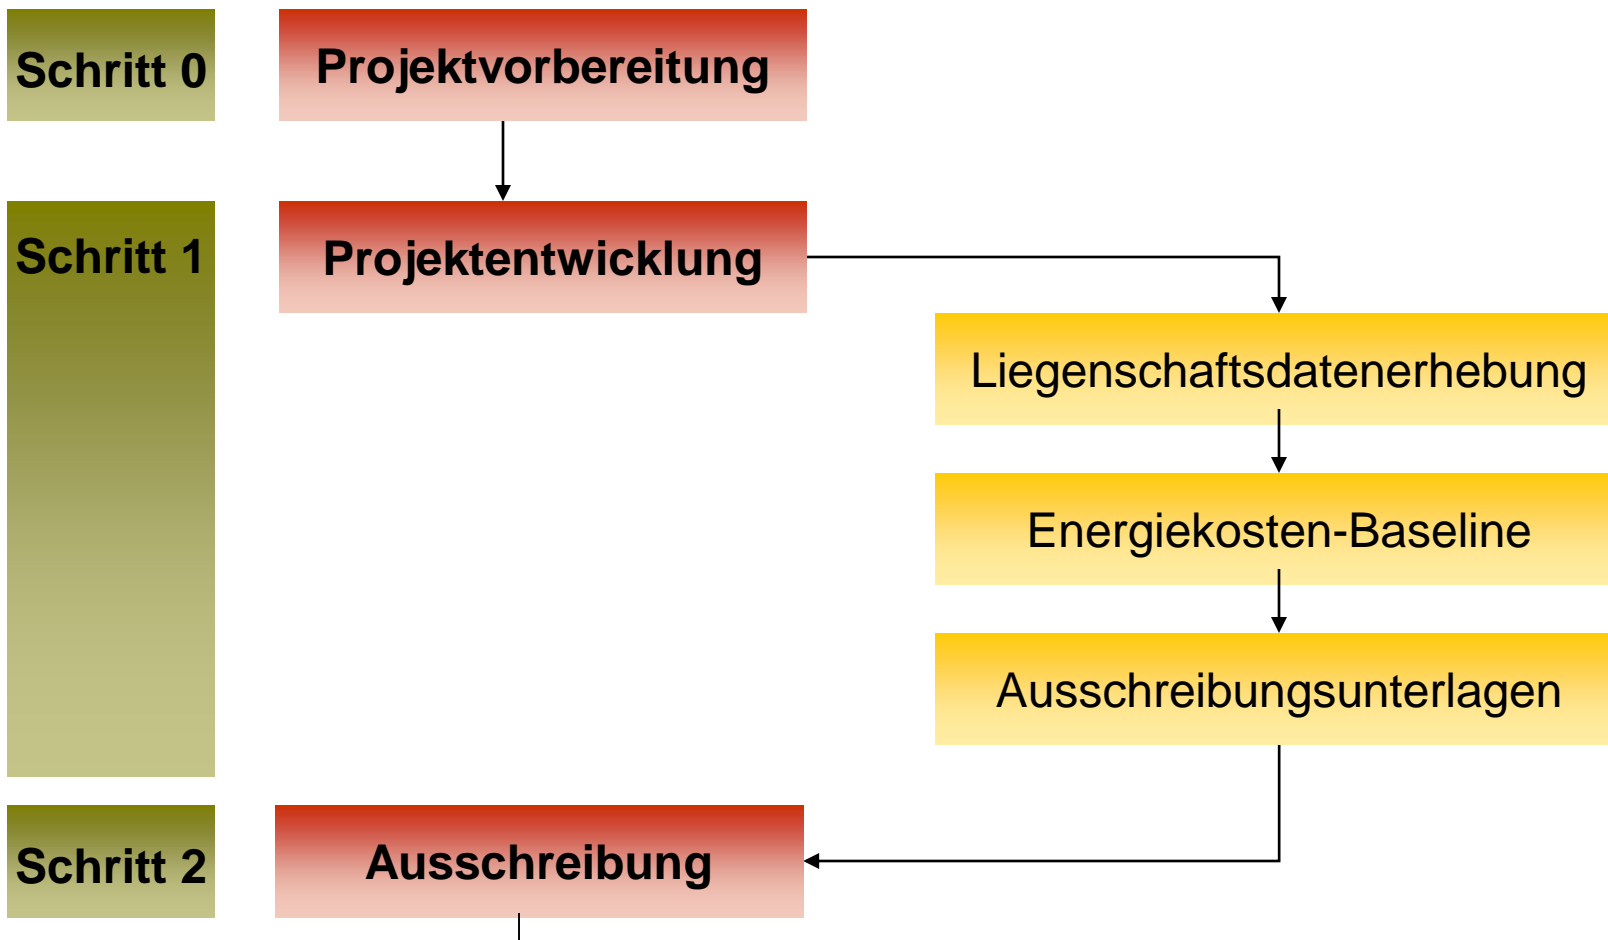 Schritt 0
Projektvorbereitung
Schritt 1
Projektentwicklung
Liegenschaftsdatenerhebung
Energiekosten-Baseline
Ausschreibungsunterlagen
Schritt 2
Ausschreibung